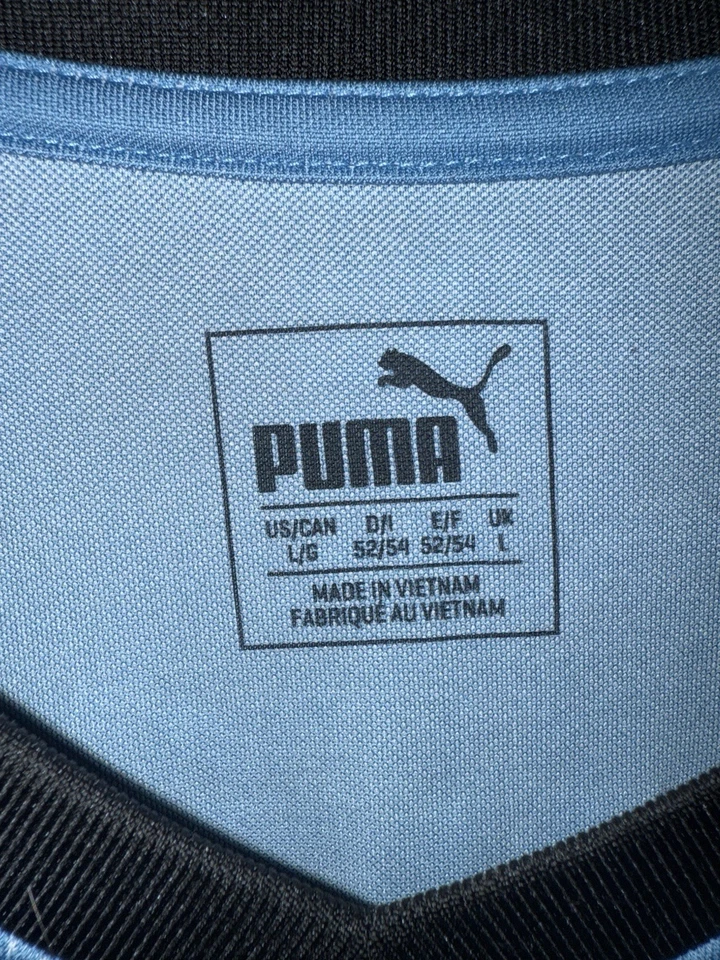 PUMA
US/CAN D/I E/F UK
L/G 52/54 52/54 L
MADE IN VIETNAM
FABRIQUÉ AU VIETNAM